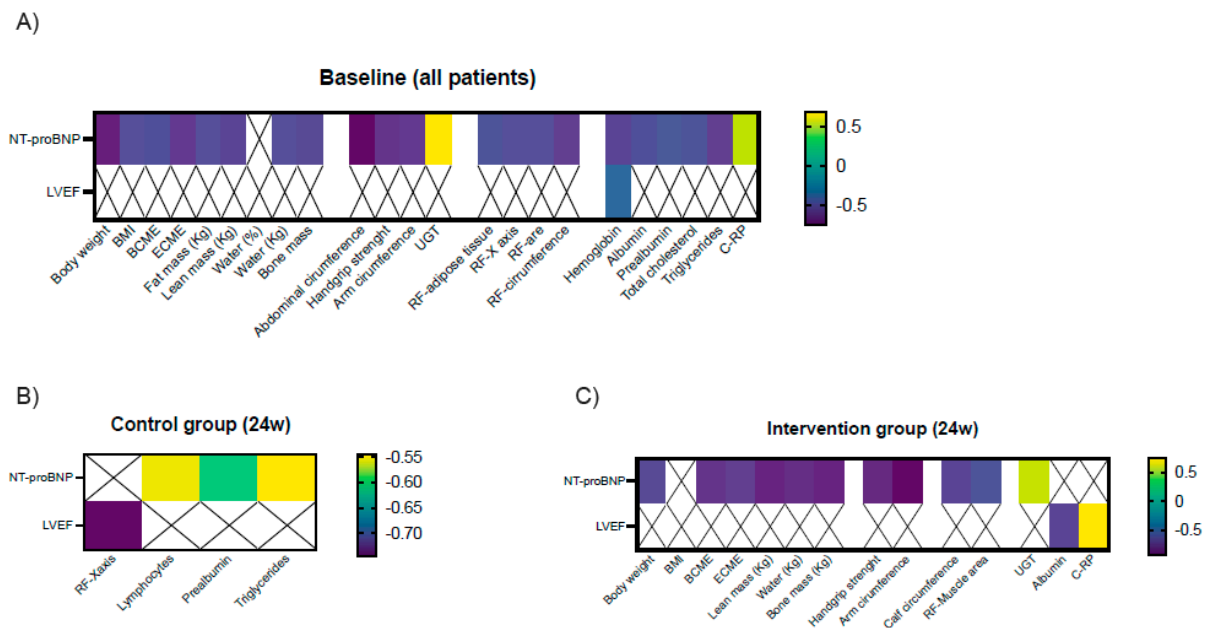 A)
Baseline (all patients)
NT-proBNP
LVEF
0.5
0
-0.5
Body weight
BMI
BCME
ECME
Fat mass (Kg)
Lean mass (Kg)
Water (%)
Water (Kg)
Bone mass
Abdominal cirumference
Handgrip strenght
Arm cirumference
UGT
RF-adipose tissue
RF-X axis
RF-are
RF-cirrumference
Hemoglobin
Albumin
Prealbumin
Total cholesterol
Triglycerides
C-RP
B)
Control group (24w)
NT-proBNP
LVEF
-0.55
-0.60
-0.65
-0.70
RF-Xaxis
Lymphocytes
Prealbumin
Triglycerides
C)
Intervention group (24w)
NT-proBNP
LVEF
0.5
0
-0.5
Body weight
BMI
BCME
ECME
Lean mass (Kg)
Water (Kg)
Bone mass (Kg)
Handgrip strenght
Arm cirumference
Calf circumference
RF-Muscle area
UGT
Albumin
C-RP